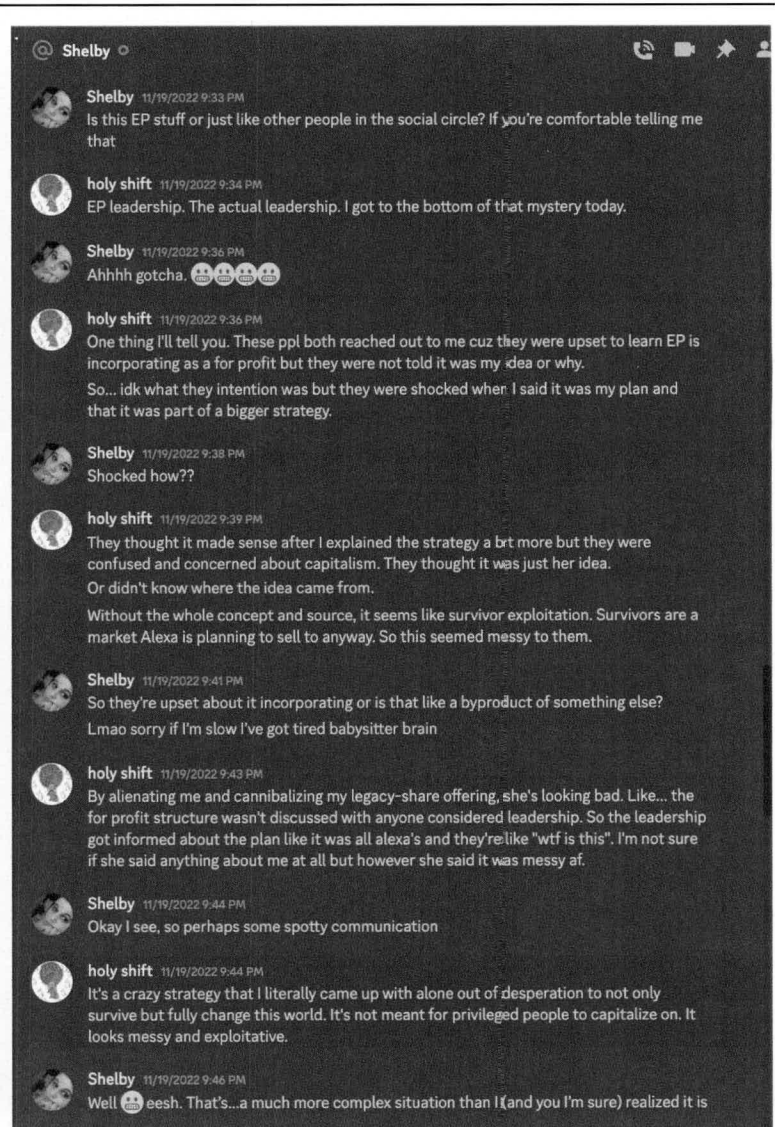 Shelby
Shelby 11/19/2022 9:33 PM
Is this EP stuff or just like other people in the social circle? If you're comfortable telling me
that
holy shift 11/19/2022 9:34 PM
EP leadership. The actual leadership. I got to the bottom of that mystery today.
Shelby 11/19/2022 9:36 PM
Ahhhh gotcha. 😬😬😬😬
holy shift 11/19/2022 9:36 PM
One thing I'll tell you. These ppl both reached out to me cuz they were upset to learn EP is
incorporating as a for profit but they were not told it was my idea or why.
So... idk what they intention was but they were shocked when I said it was my plan and
that it was part of a bigger strategy.
Shelby 11/19/2022 9:38 PM
Shocked how??
holy shift 11/19/2022 9:39 PM
They thought it made sense after I explained the strategy a bit more but they were
confused and concerned about capitalism. They thought it was just her idea.
Or didn't know where the idea came from.
Without the whole concept and source, it seems like survivor exploitation. Survivors are a
market Alexa is planning to sell to anyway. So this seemed messy to them.
Shelby 11/19/2022 9:41 PM
So they're upset about it incorporating or is that like a byproduct of something else?
Lmao sorry if I'm slow I've got tired babysitter brain
holy shift 11/19/2022 9:43 PM
By alienating me and cannibalizing my legacy-share offering, she's looking bad. Like... the
for profit structure wasn't discussed with anyone considered leadership. So the leadership
got informed about the plan like it was all alexa's and they're like "wtf is this". I'm not sure
if she said anything about me at all but however she said it was messy af.
Shelby 11/19/2022 9:44 PM
Okay I see, so perhaps some spotty communication
holy shift 11/19/2022 9:44 PM
It's a crazy strategy that I literally came up with alone out of desperation to not only
survive but fully change this world. It's not meant for privileged people to capitalize on. It
looks messy and exploitative.
Shelby 11/19/2022 9:46 PM
Well 😬 eesh. That's...a much more complex situation than I (and you I'm sure) realized it is